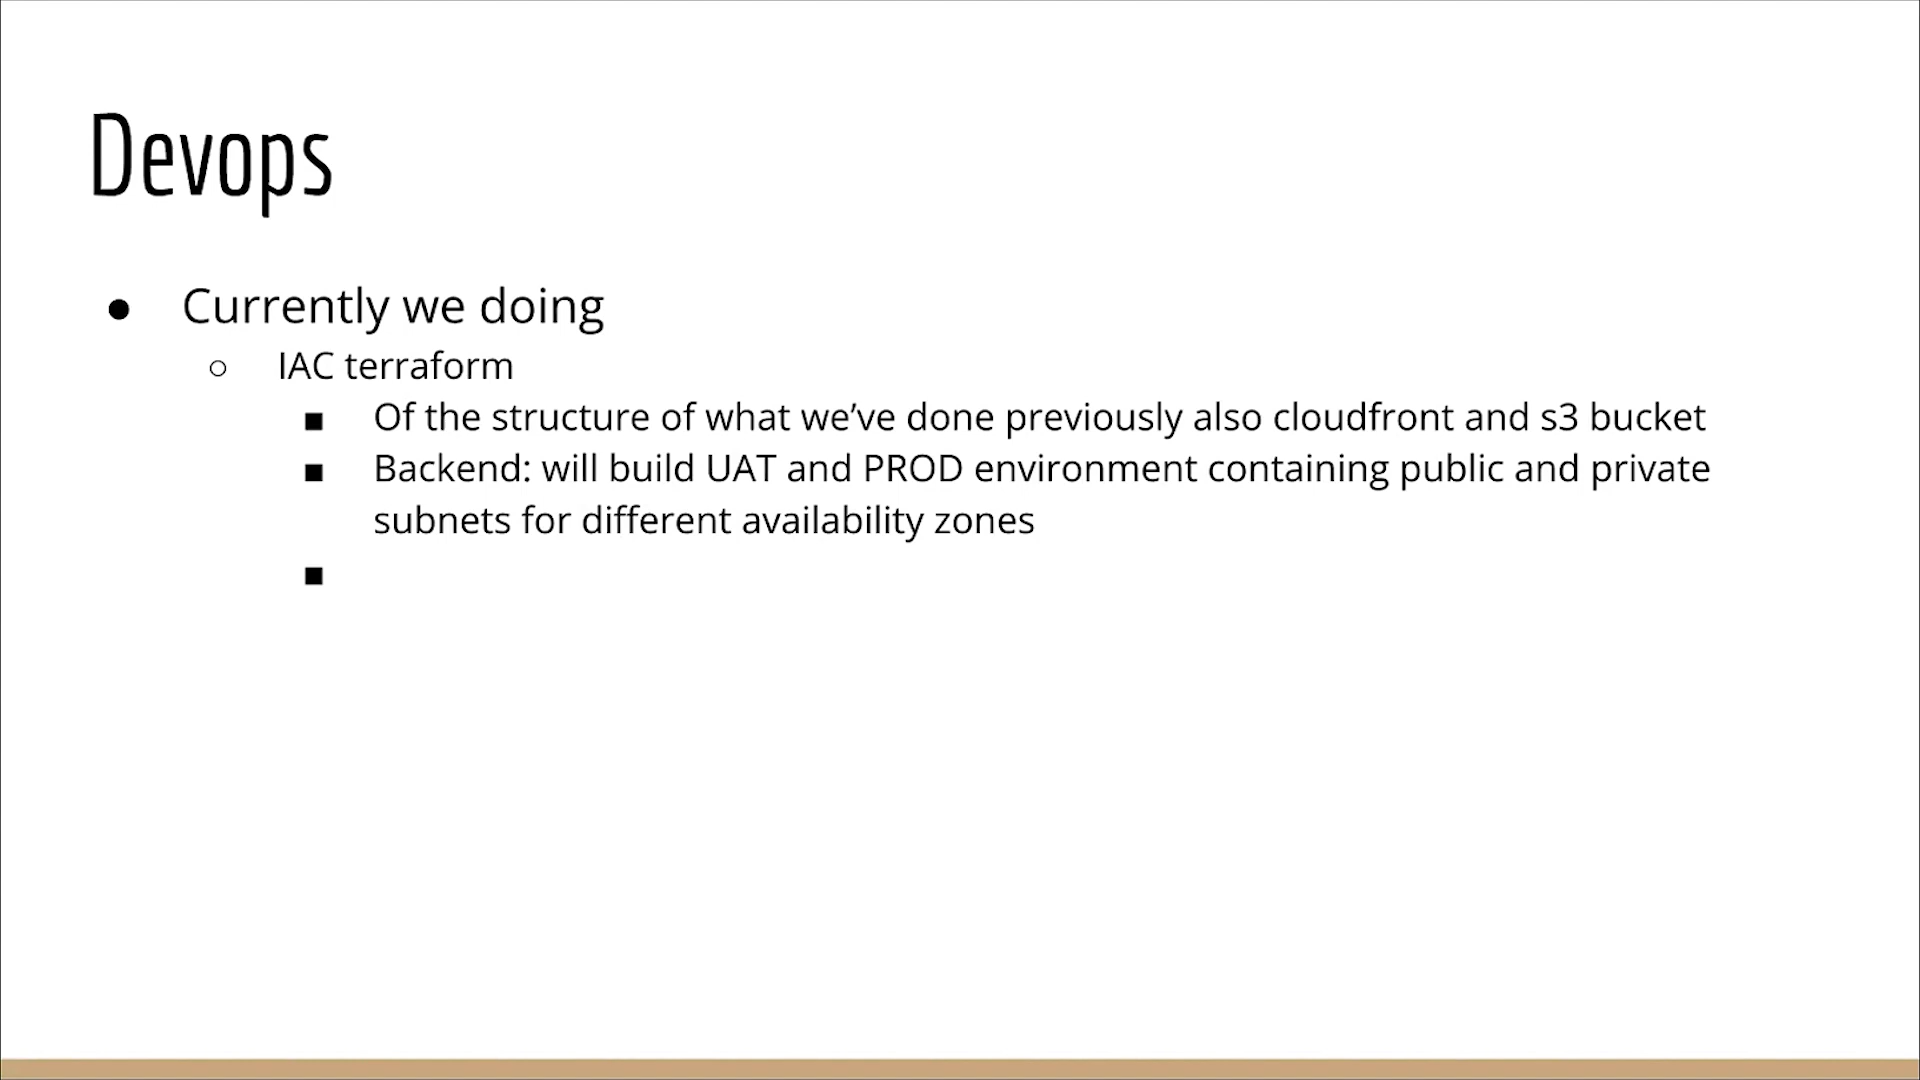 Devops
● Currently we doing
○ IAC terraform
■ Of the structure of what we’ve done previously also cloudfront and s3 bucket
■ Backend: will build UAT and PROD environment containing public and private
subnets for different availability zones
■